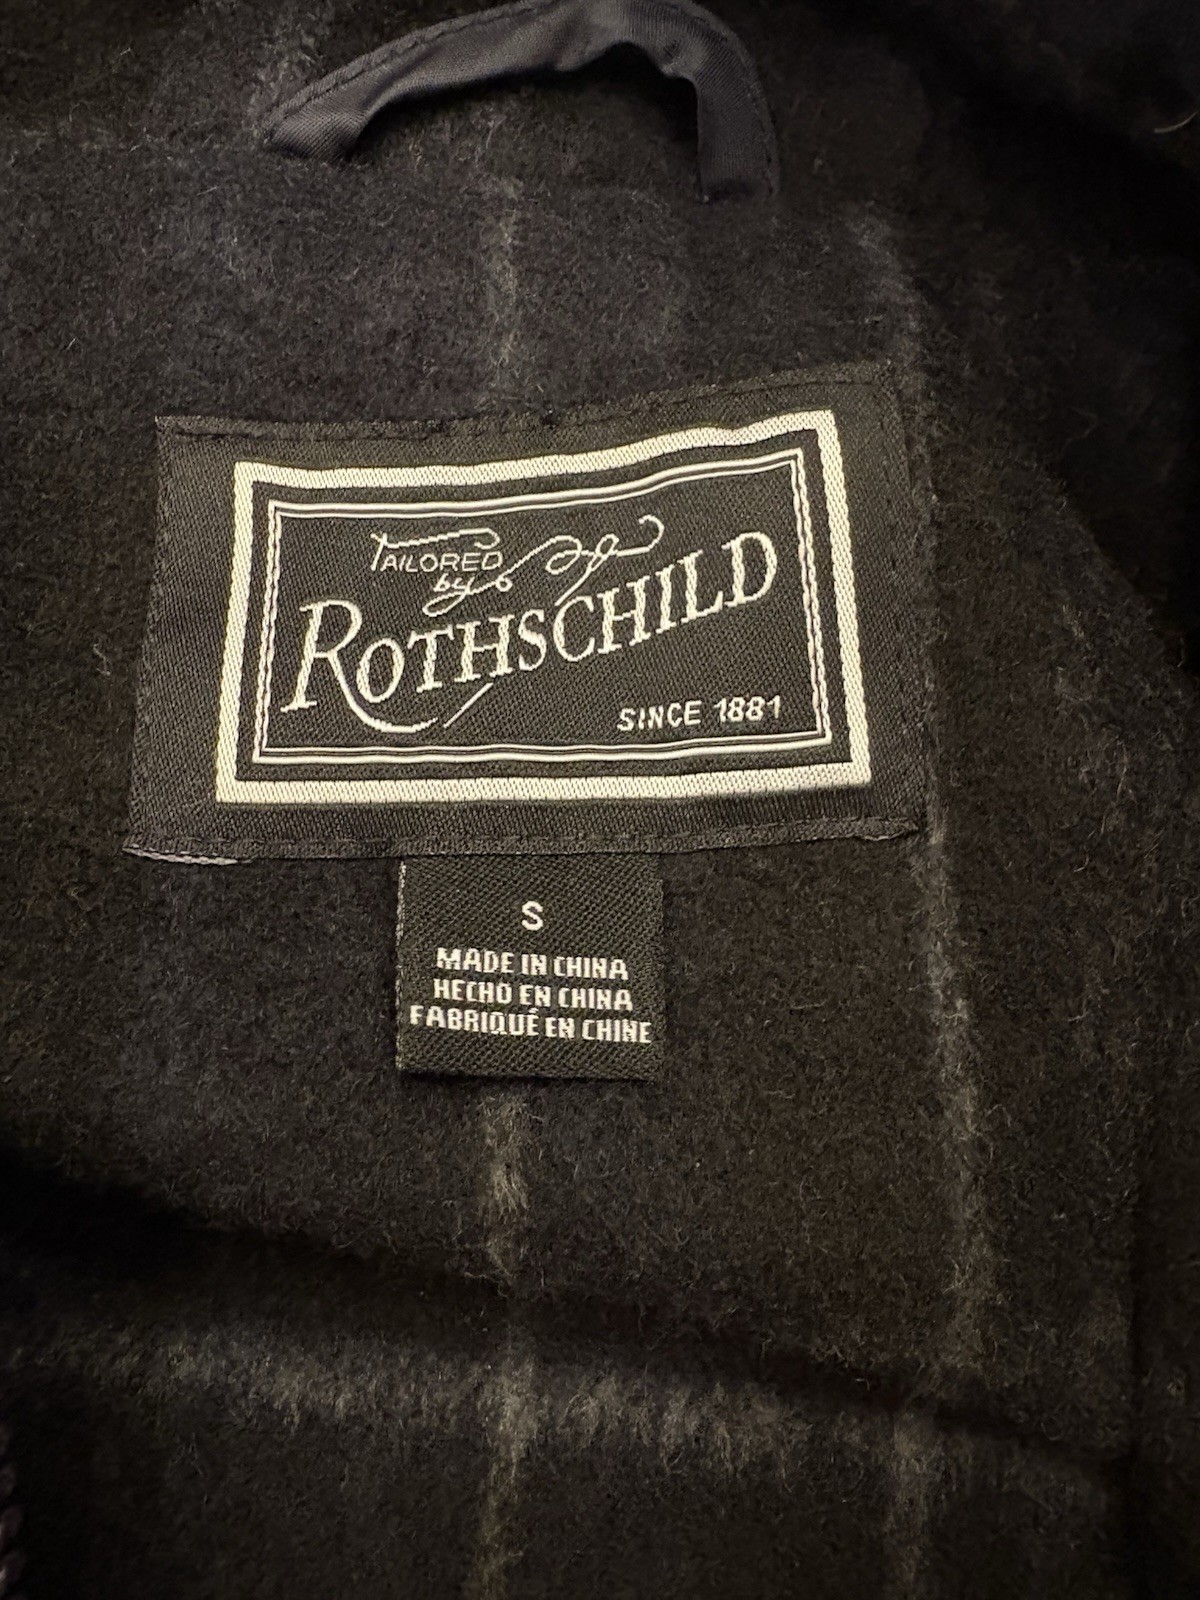 TAILORED
by
ROTHSCHILD
SINCE 1881
S
MADE IN CHINA
HECHO EN CHINA
FABRIQUÉ EN CHINE